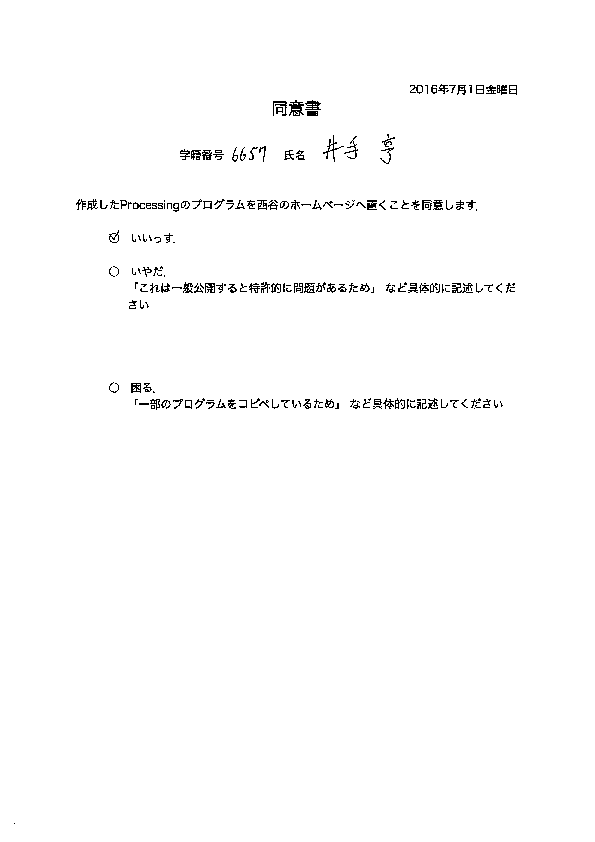 2016年7月1日金曜日
同意書
学籍番号 6657 氏名 井手 亨
作成したProcessingのプログラムを西谷のホームページへ置くことを同意します.
いいっす.
いやだ.
「これは一般公開すると特許的に問題があるため」 など具体的に記述してくだ
さい
困る.
「一部のプログラムをコピペしているため」 など具体的に記述してください